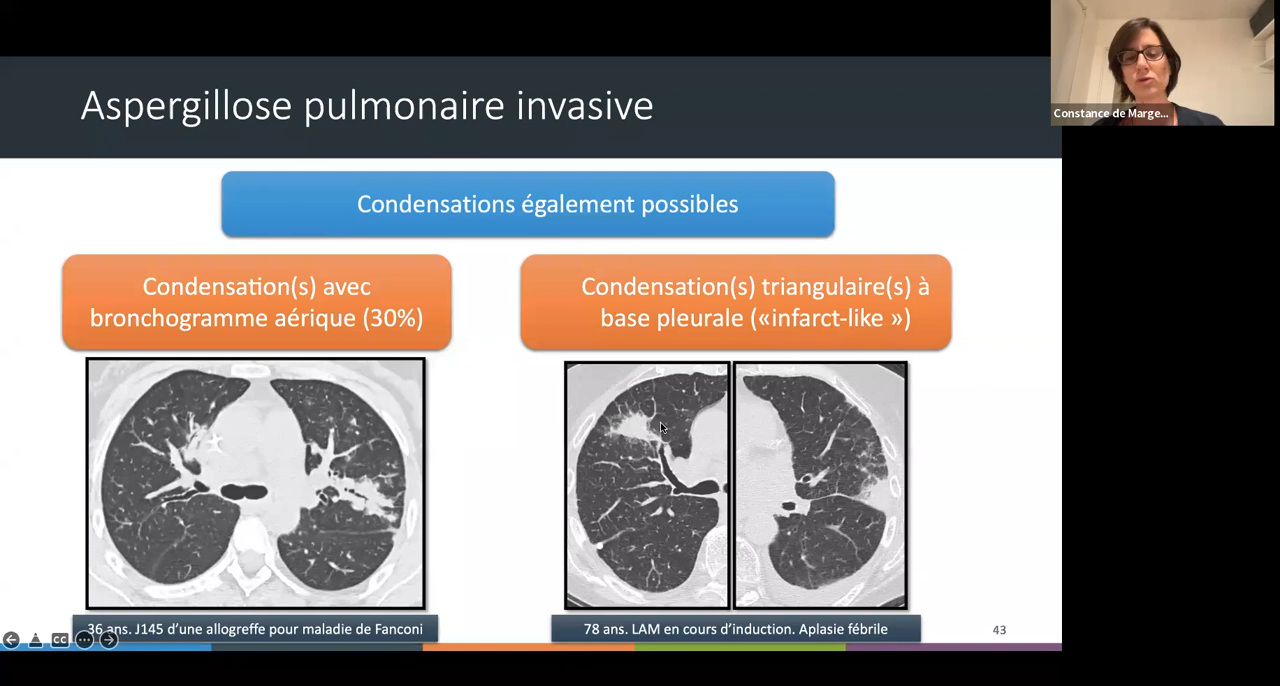 Constance de Marge...
Aspergillose pulmonaire invasive
Condensations également possibles
Condensation(s) avec
bronchogramme aérique (30%)
Condensation(s) triangulaire(s) à
base pleurale («infarct-like »)
36 ans. J145 d’une allogreffe pour maladie de Fanconi
78 ans. LAM en cours d’induction. Aplasie fébrile
43
CC